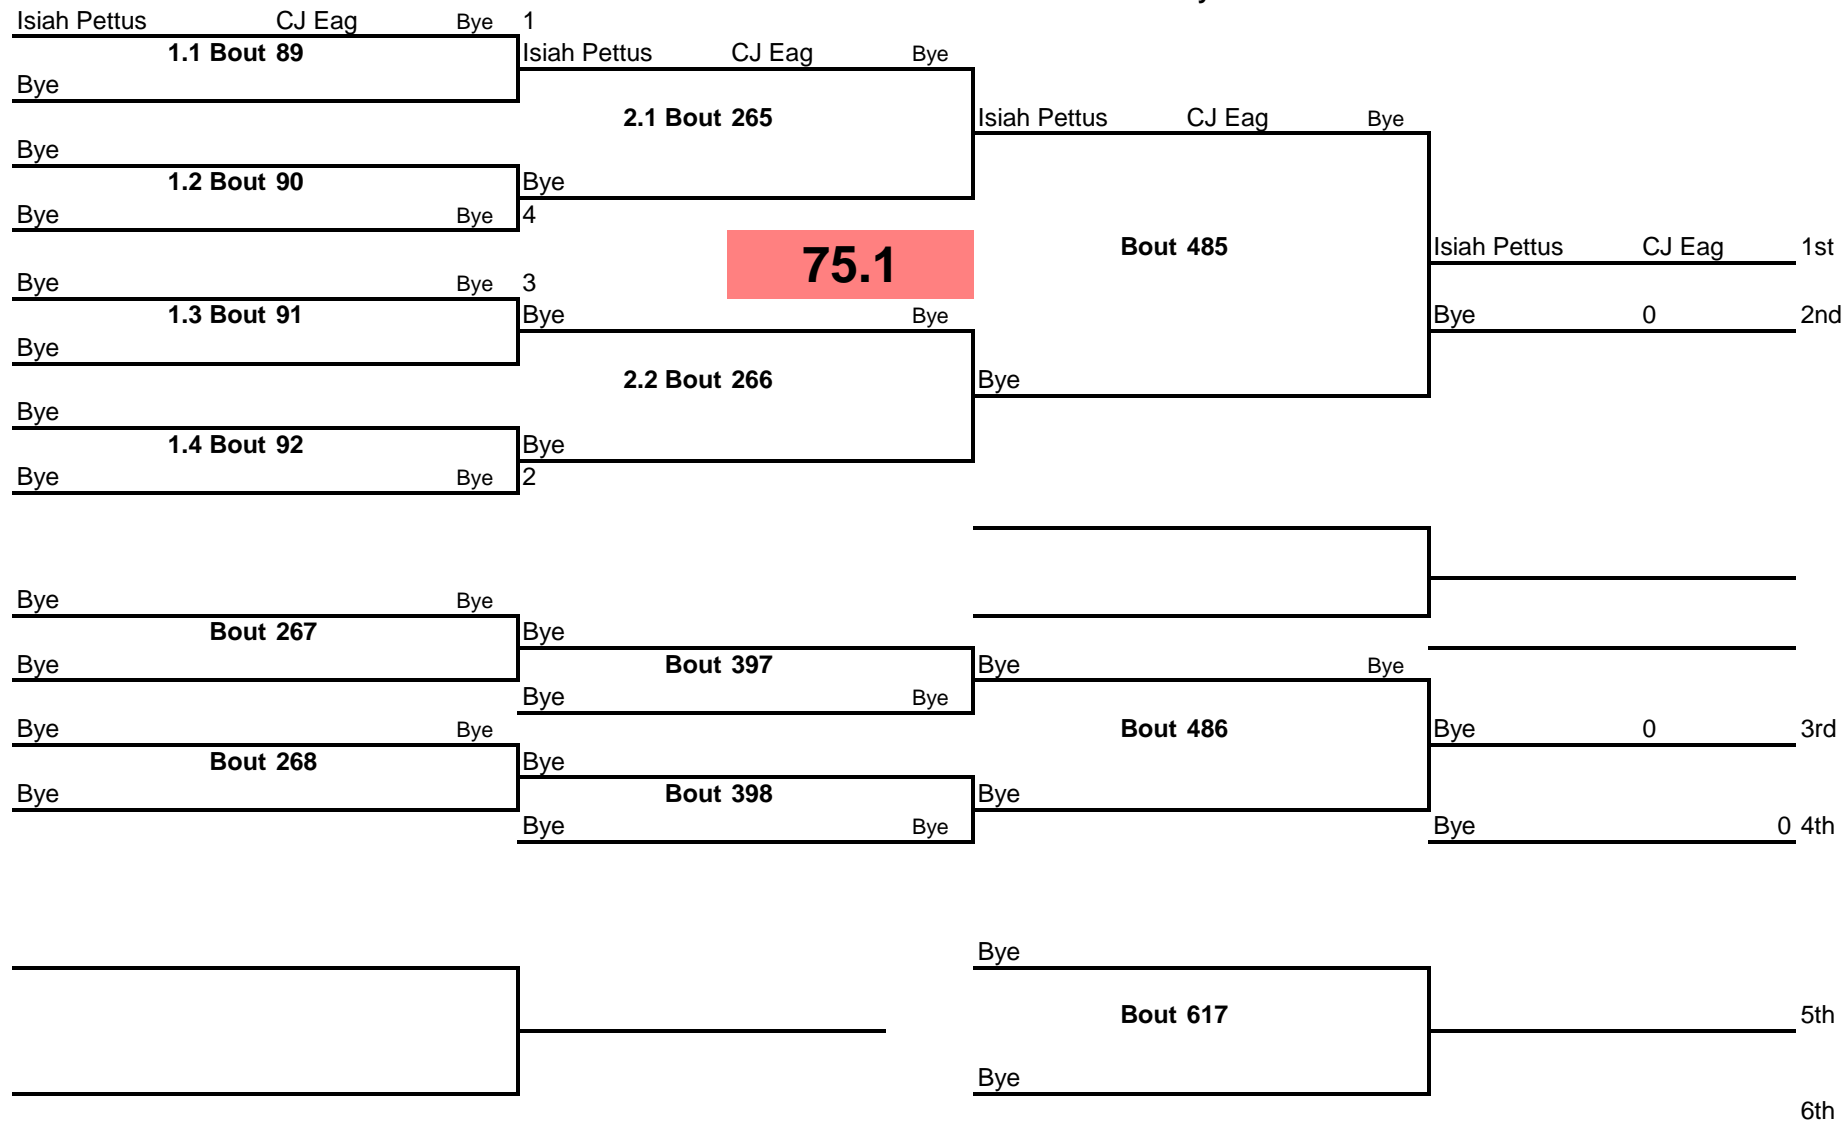 y
Isiah Pettus CJ Eag Bye 1
1.1 Bout 89 Isiah Pettus CJ Eag Bye
Bye
2.1 Bout 265 Isiah Pettus CJ Eag Bye
Bye
1.2 Bout 90 Bye
Bye Bye 4
75.1 Bout 485 Isiah Pettus CJ Eag 1st
Bye Bye 3
1.3 Bout 91 Bye Bye Bye 0 2nd
Bye
2.2 Bout 266 Bye
Bye
1.4 Bout 92 Bye
Bye Bye 2
Bye Bye
Bout 267 Bye
Bye Bout 397 Bye Bye
Bye Bye
Bye Bye Bout 486 Bye 0 3rd
Bout 268 Bye
Bye Bout 398 Bye
Bye Bye Bye 0 4th
Bye
Bout 617 5th
Bye
6th